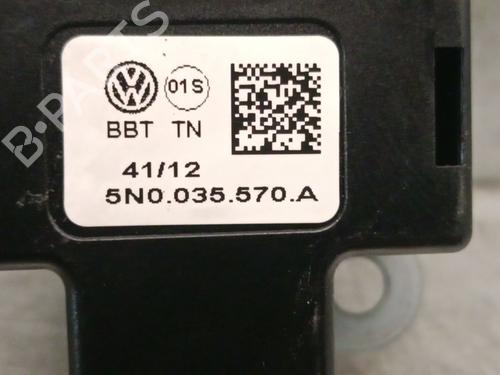 B-PARTS
01S
BBT TN
41/12
5N0.035.570.A